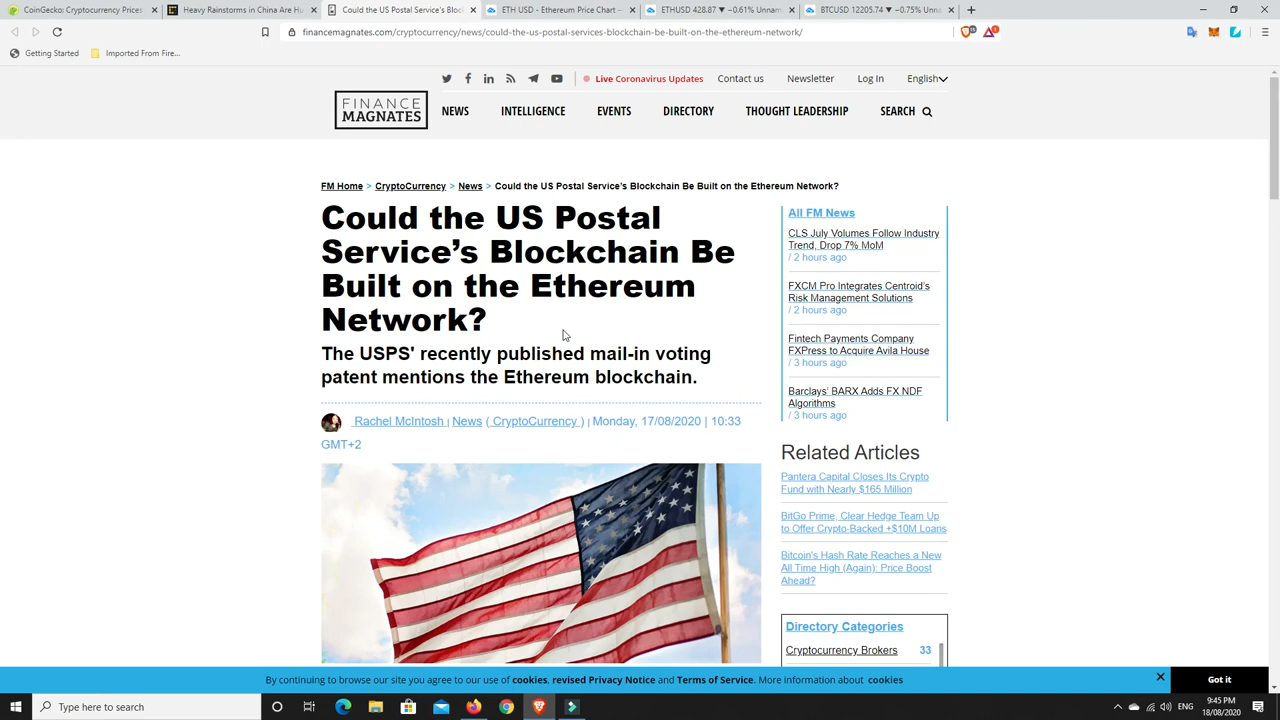 CoinGecko: Cryptocurrency Prices
Heavy Rainstorms in China Are Hu
Could the US Postal Service's Bloc
ETH USD - Ethereum Price Chart —
ETHUSD 428.87 ▼ −0.61% Unnam
BTCUSD 12205.74 ▼ −0.75% Unna
financemagnates.com/cryptocurrency/news/could-the-us-postal-services-blockchain-be-built-on-the-ethereum-network/
Getting Started
Imported From Fire...
Live Coronavirus Updates
Contact us
Newsletter
Log In
English
FINANCE
MAGNATES
NEWS
INTELLIGENCE
EVENTS
DIRECTORY
THOUGHT LEADERSHIP
SEARCH
FM Home > CryptoCurrency > News > Could the US Postal Service's Blockchain Be Built on the Ethereum Network?
Could the US Postal
Service's Blockchain Be
Built on the Ethereum
Network?
The USPS' recently published mail-in voting
patent mentions the Ethereum blockchain.
Rachel McIntosh | News ( CryptoCurrency ) | Monday, 17/08/2020 | 10:33
GMT+2
All FM News
CLS July Volumes Follow Industry
Trend, Drop 7% MoM
/ 2 hours ago
FXCM Pro Integrates Centroid's
Risk Management Solutions
/ 2 hours ago
Fintech Payments Company
FXPress to Acquire Avila House
/ 3 hours ago
Barclays' BARX Adds FX NDF
Algorithms
/ 3 hours ago
Related Articles
Pantera Capital Closes Its Crypto
Fund with Nearly $165 Million
BitGo Prime, Clear Hedge Team Up
to Offer Crypto-Backed +$10M Loans
Bitcoin's Hash Rate Reaches a New
All Time High (Again): Price Boost
Ahead?
Directory Categories
Cryptocurrency Brokers 33
By continuing to browse our site you agree to our use of cookies, revised Privacy Notice and Terms of Service. More information about cookies
Got it
Type here to search
ENG
9:45 PM
18/08/2020